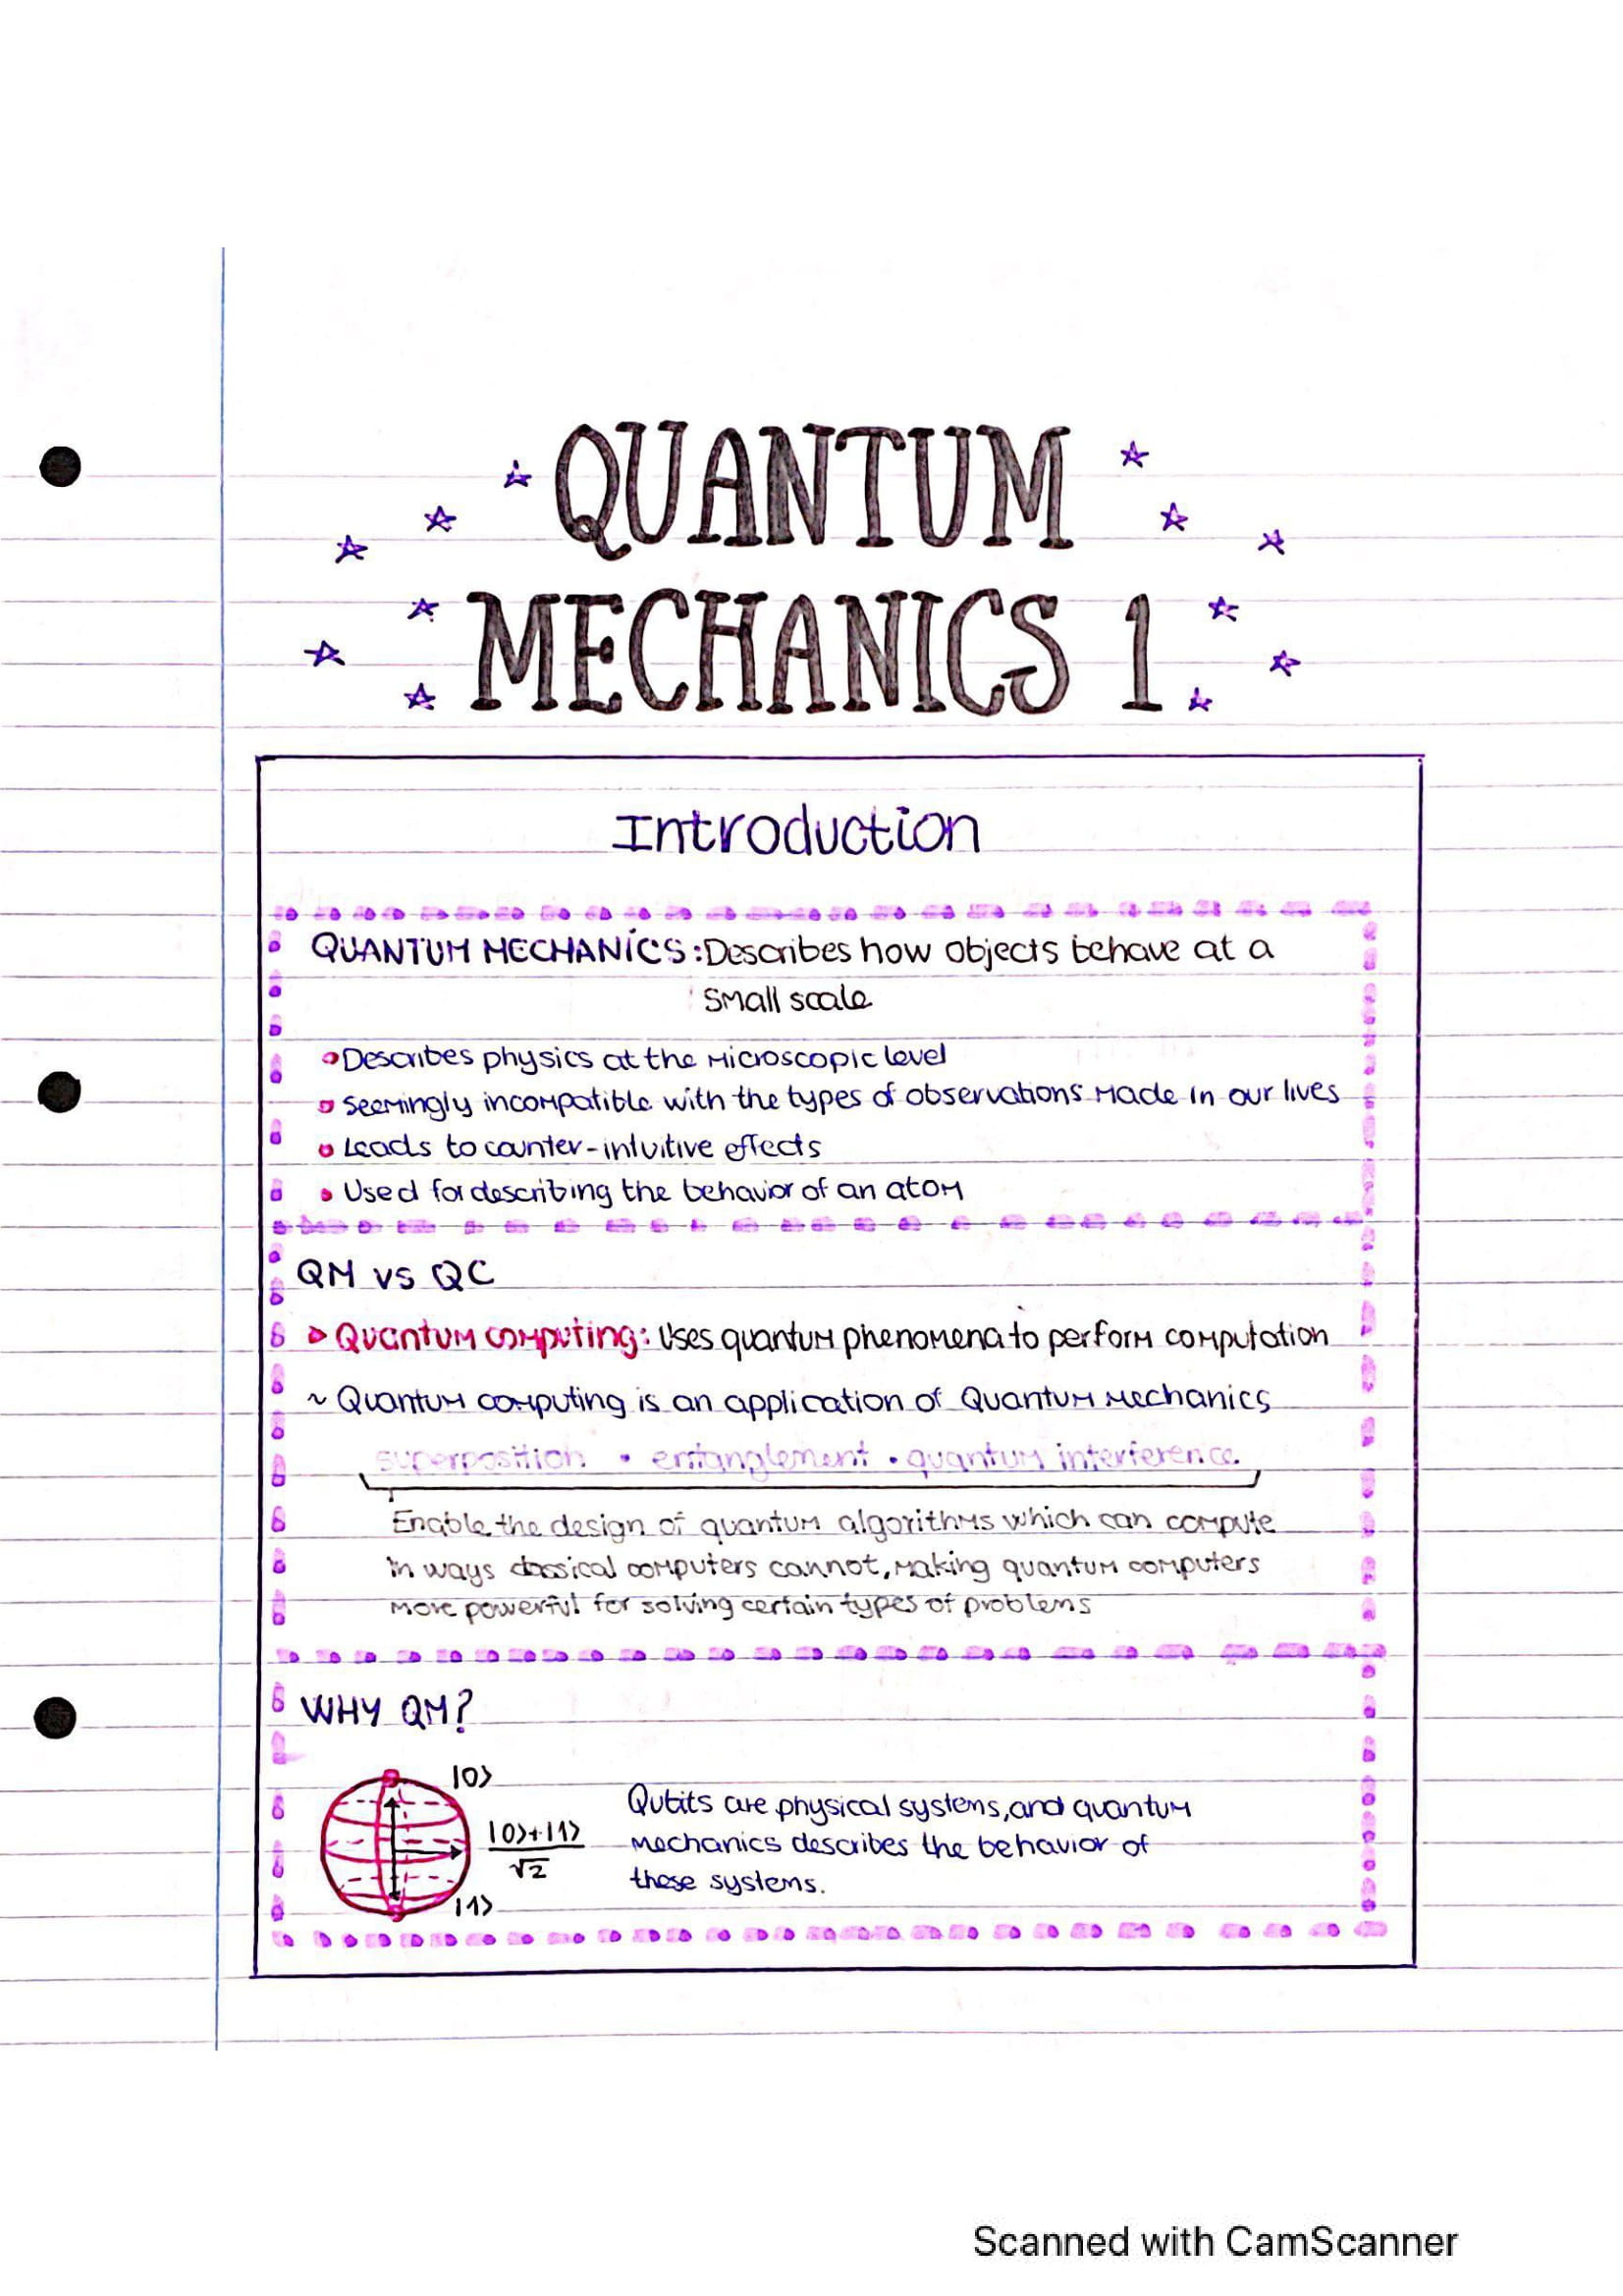 QUANTUM
MECHANICS 1
Introduction
QUANTUM MECHANICS: Describes how objects behave at a
small scale
Describes physics at the microscopic level
seemingly incompatible with the types of observations made in our lives
Leads to counter-intuitive effects
Used for describing the behavior of an atom
QM vs QC
Quantum computing: Uses quantum phenomena to perform computation
~ Quantum computing is an application of Quantum Mechanics
superposition • entanglement • quantum interference
Enable the design of quantum algorithms which can compute
in ways classical computers cannot, making quantum computers
more powerful for solving certain types of problems
WHY QM?
|0⟩
|0⟩+|1⟩
√2
|1⟩
Qubits are physical systems, and quantum
mechanics describes the behavior of
these systems.
Scanned with CamScanner